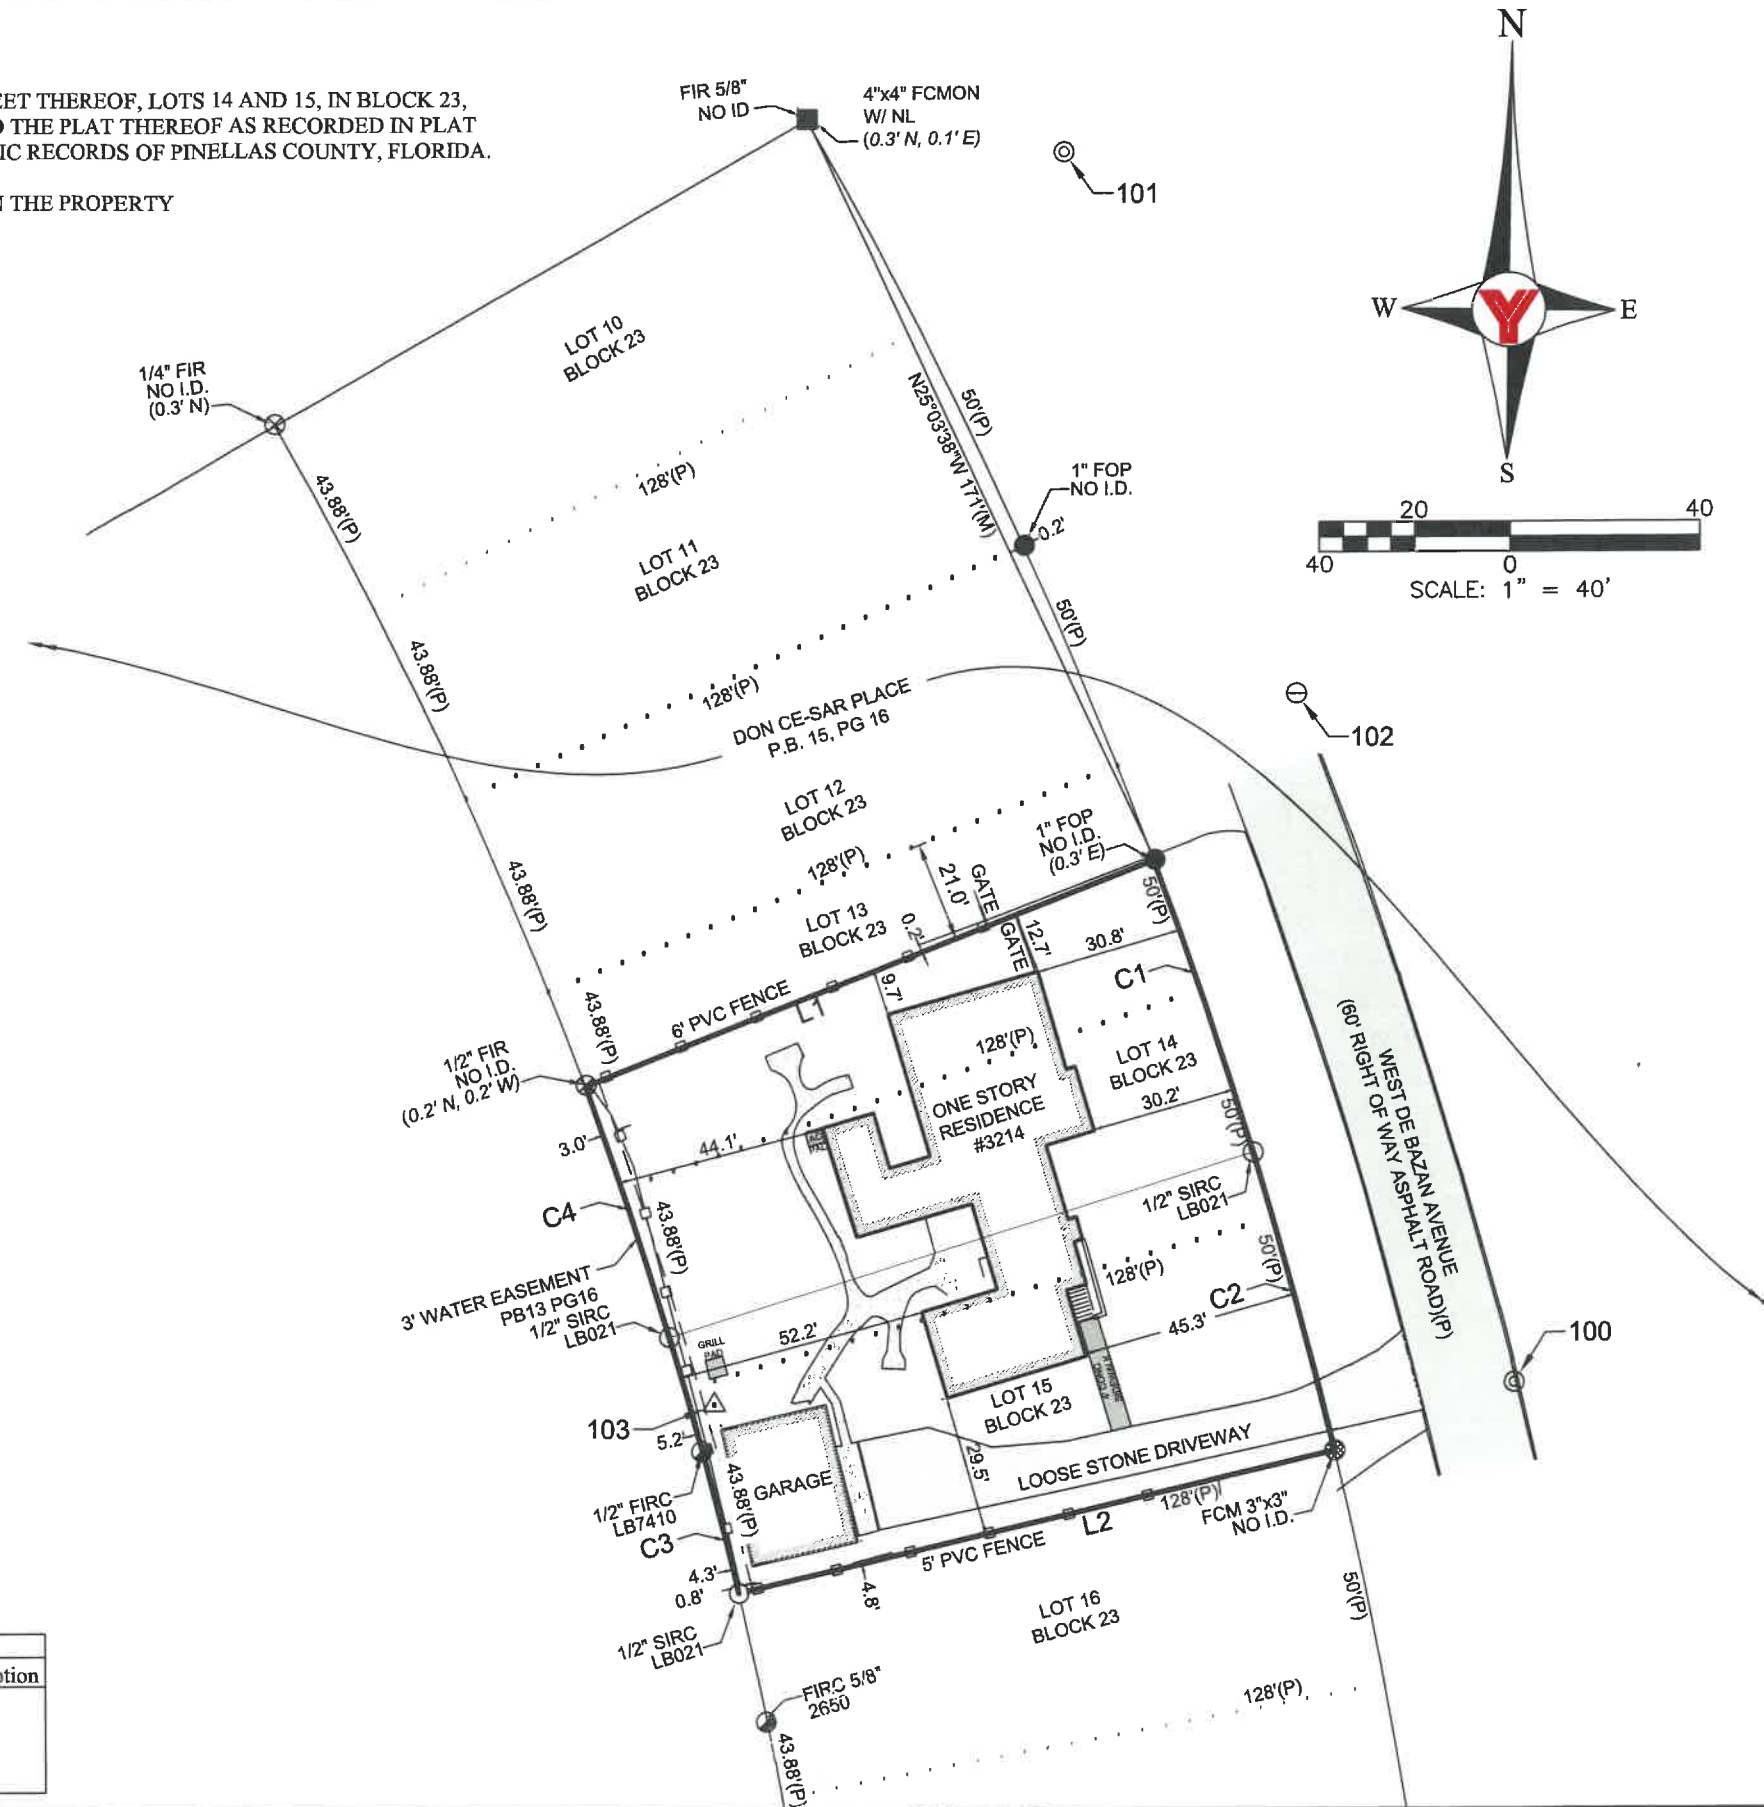 EET THEREOF, LOTS 14 AND 15, IN BLOCK 23,
THE PLAT THEREOF AS RECORDED IN PLAT
IC RECORDS OF PINELLAS COUNTY, FLORIDA.
THE PROPERTY
FIR 5/8"
NO ID
4"x4" FCMON
W/ NL
(0.3' N, 0.1' E)
101
N
W
E
S
Y
20
40
40
0
SCALE: 1" = 40'
1/4" FIR
NO I.D.
(0.3' N)
LOT 10
BLOCK 23
43.88'(P)
128'(P)
N25°03'38"W 171'(M)
50'(P)
1" FOP
NO I.D.
0.2'
LOT 11
BLOCK 23
50'(P)
43.88'(P)
128'(P)
DON CE-SAR PLACE
P.B. 15, PG 16
102
LOT 12
BLOCK 23
1" FOP
NO I.D.
(0.3' E)
43.88'(P)
128'(P)
21.0'
GATE
50'(P)
LOT 13
BLOCK 23
0.2'
GATE
12.7'
30.8'
C1
9.7'
6' PVC FENCE
L1
43.88'(P)
1/2" FIR
NO I.D.
(0.2' N, 0.2' W)
128'(P)
LOT 14
BLOCK 23
ONE STORY
RESIDENCE
#3214
30.2'
50'(P)
WEST DE BAZAN AVENUE
(60' RIGHT OF WAY ASPHALT ROAD)(P)
3.0'
44.1'
C4
43.88'(P)
1/2" SIRC
LB021
3' WATER EASEMENT
PB13 PG16
1/2" SIRC
LB021
50'(P)
128'(P)
C2
GRILL
PAD
52.2'
45.3'
100
103
5.2'
LOT 15
BLOCK 23
29.5'
LOOSE STONE DRIVEWAY
GARAGE
43.88'(P)
1/2" FIRC
LB7410
C3
128'(P)
FCM 3"x3"
NO I.D.
L2
5' PVC FENCE
4.3'
0.8'
4.8'
1/2" SIRC
LB021
LOT 16
BLOCK 23
50'(P)
FIRC 5/8"
2650
128'(P)
43.88'(P)
tion